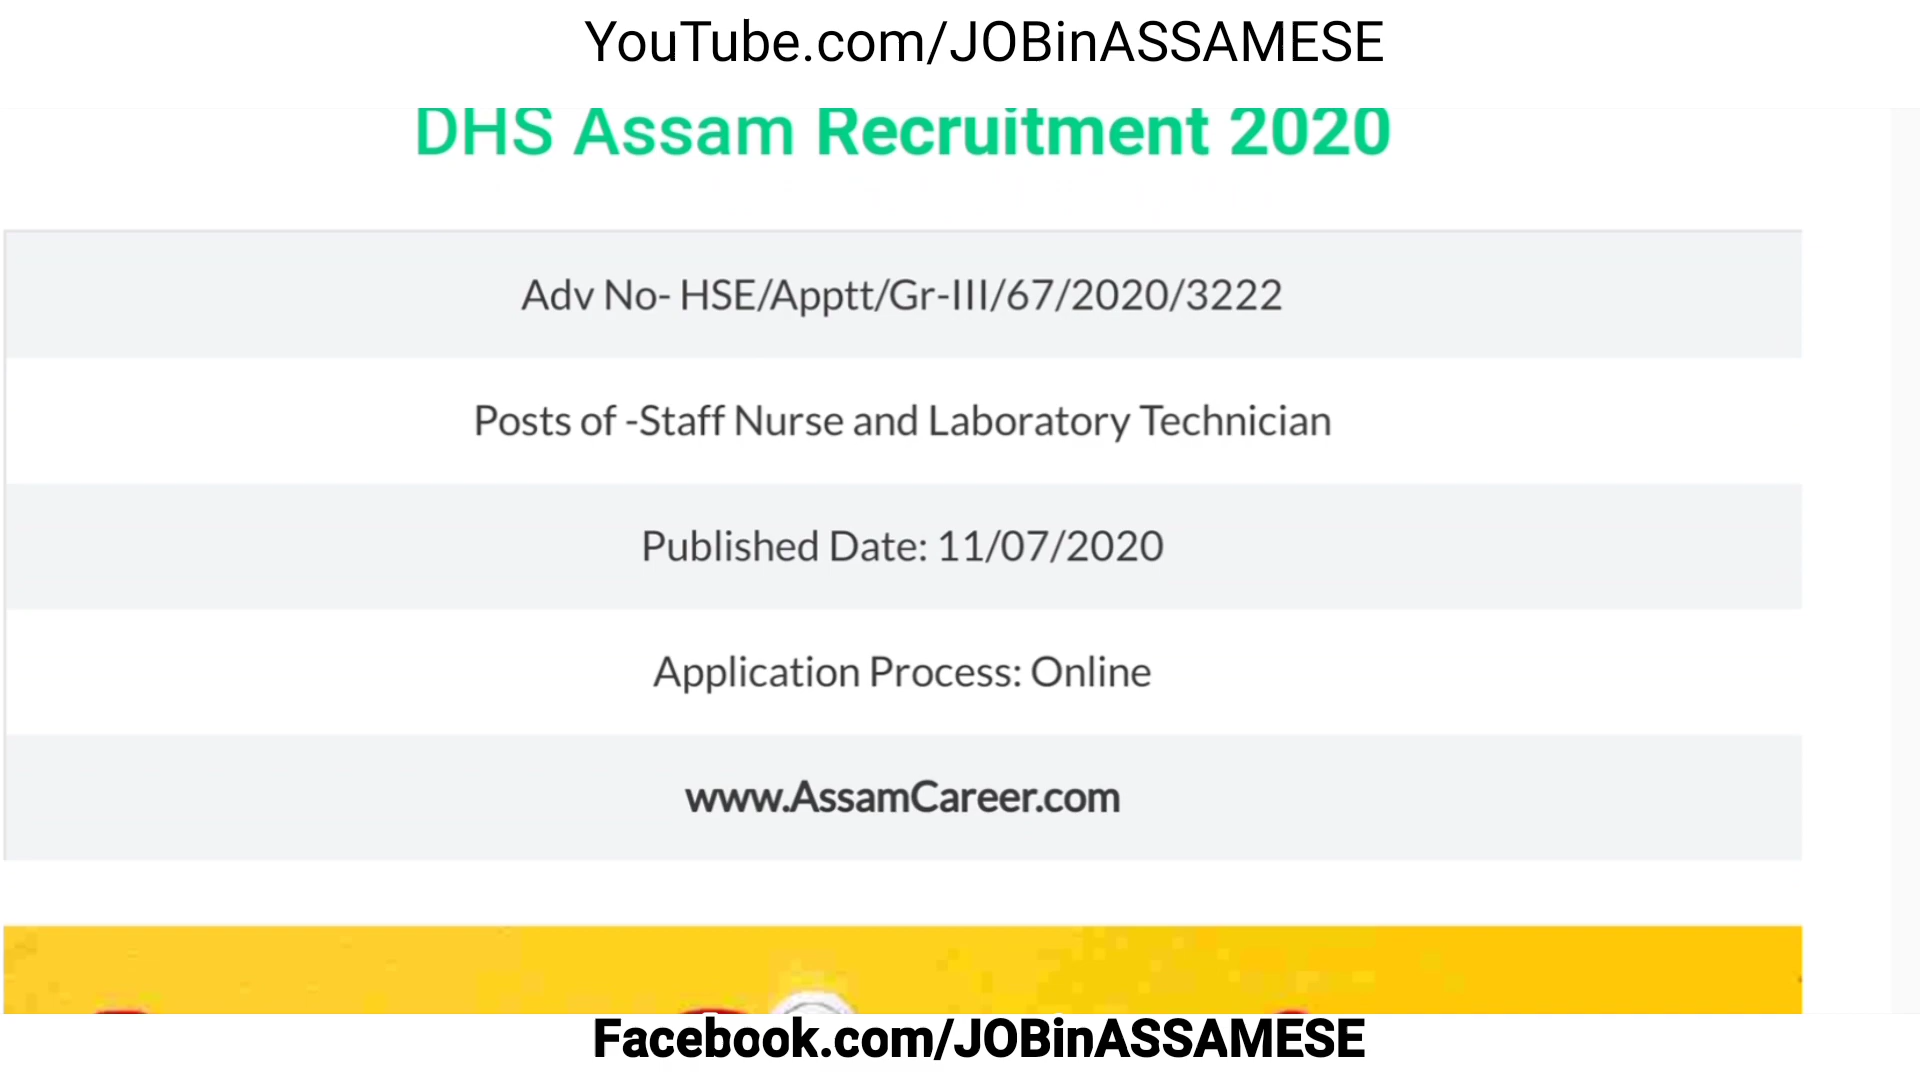 YouTube.com/JOBinASSAMESE
DHS Assam Recruitment 2020
Adv No- HSE/Apptt/Gr-III/67/2020/3222
Posts of -Staff Nurse and Laboratory Technician
Published Date: 11/07/2020
Application Process: Online
www.AssamCareer.com
Facebook.com/JOBinASSAMESE